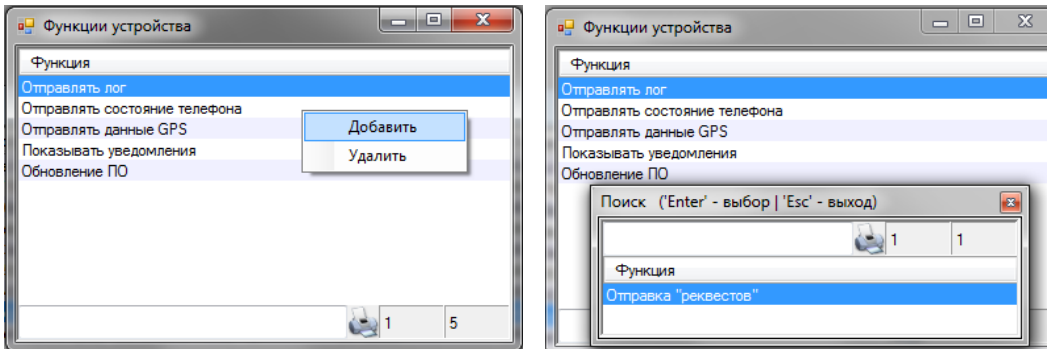 Функции устройства
Функция
Отправлять лог
Отправлять состояние телефона
Отправлять данные GPS
Показывать уведомления
Обновление ПО
Добавить
Удалить
1 5
Функции устройства
Функция
Отправлять лог
Отправлять состояние телефона
Отправлять данные GPS
Показывать уведомления
Обновление ПО
Поиск ('Enter' - выбор | 'Esc' - выход)
1 1
Функция
Отправка "реквестов"